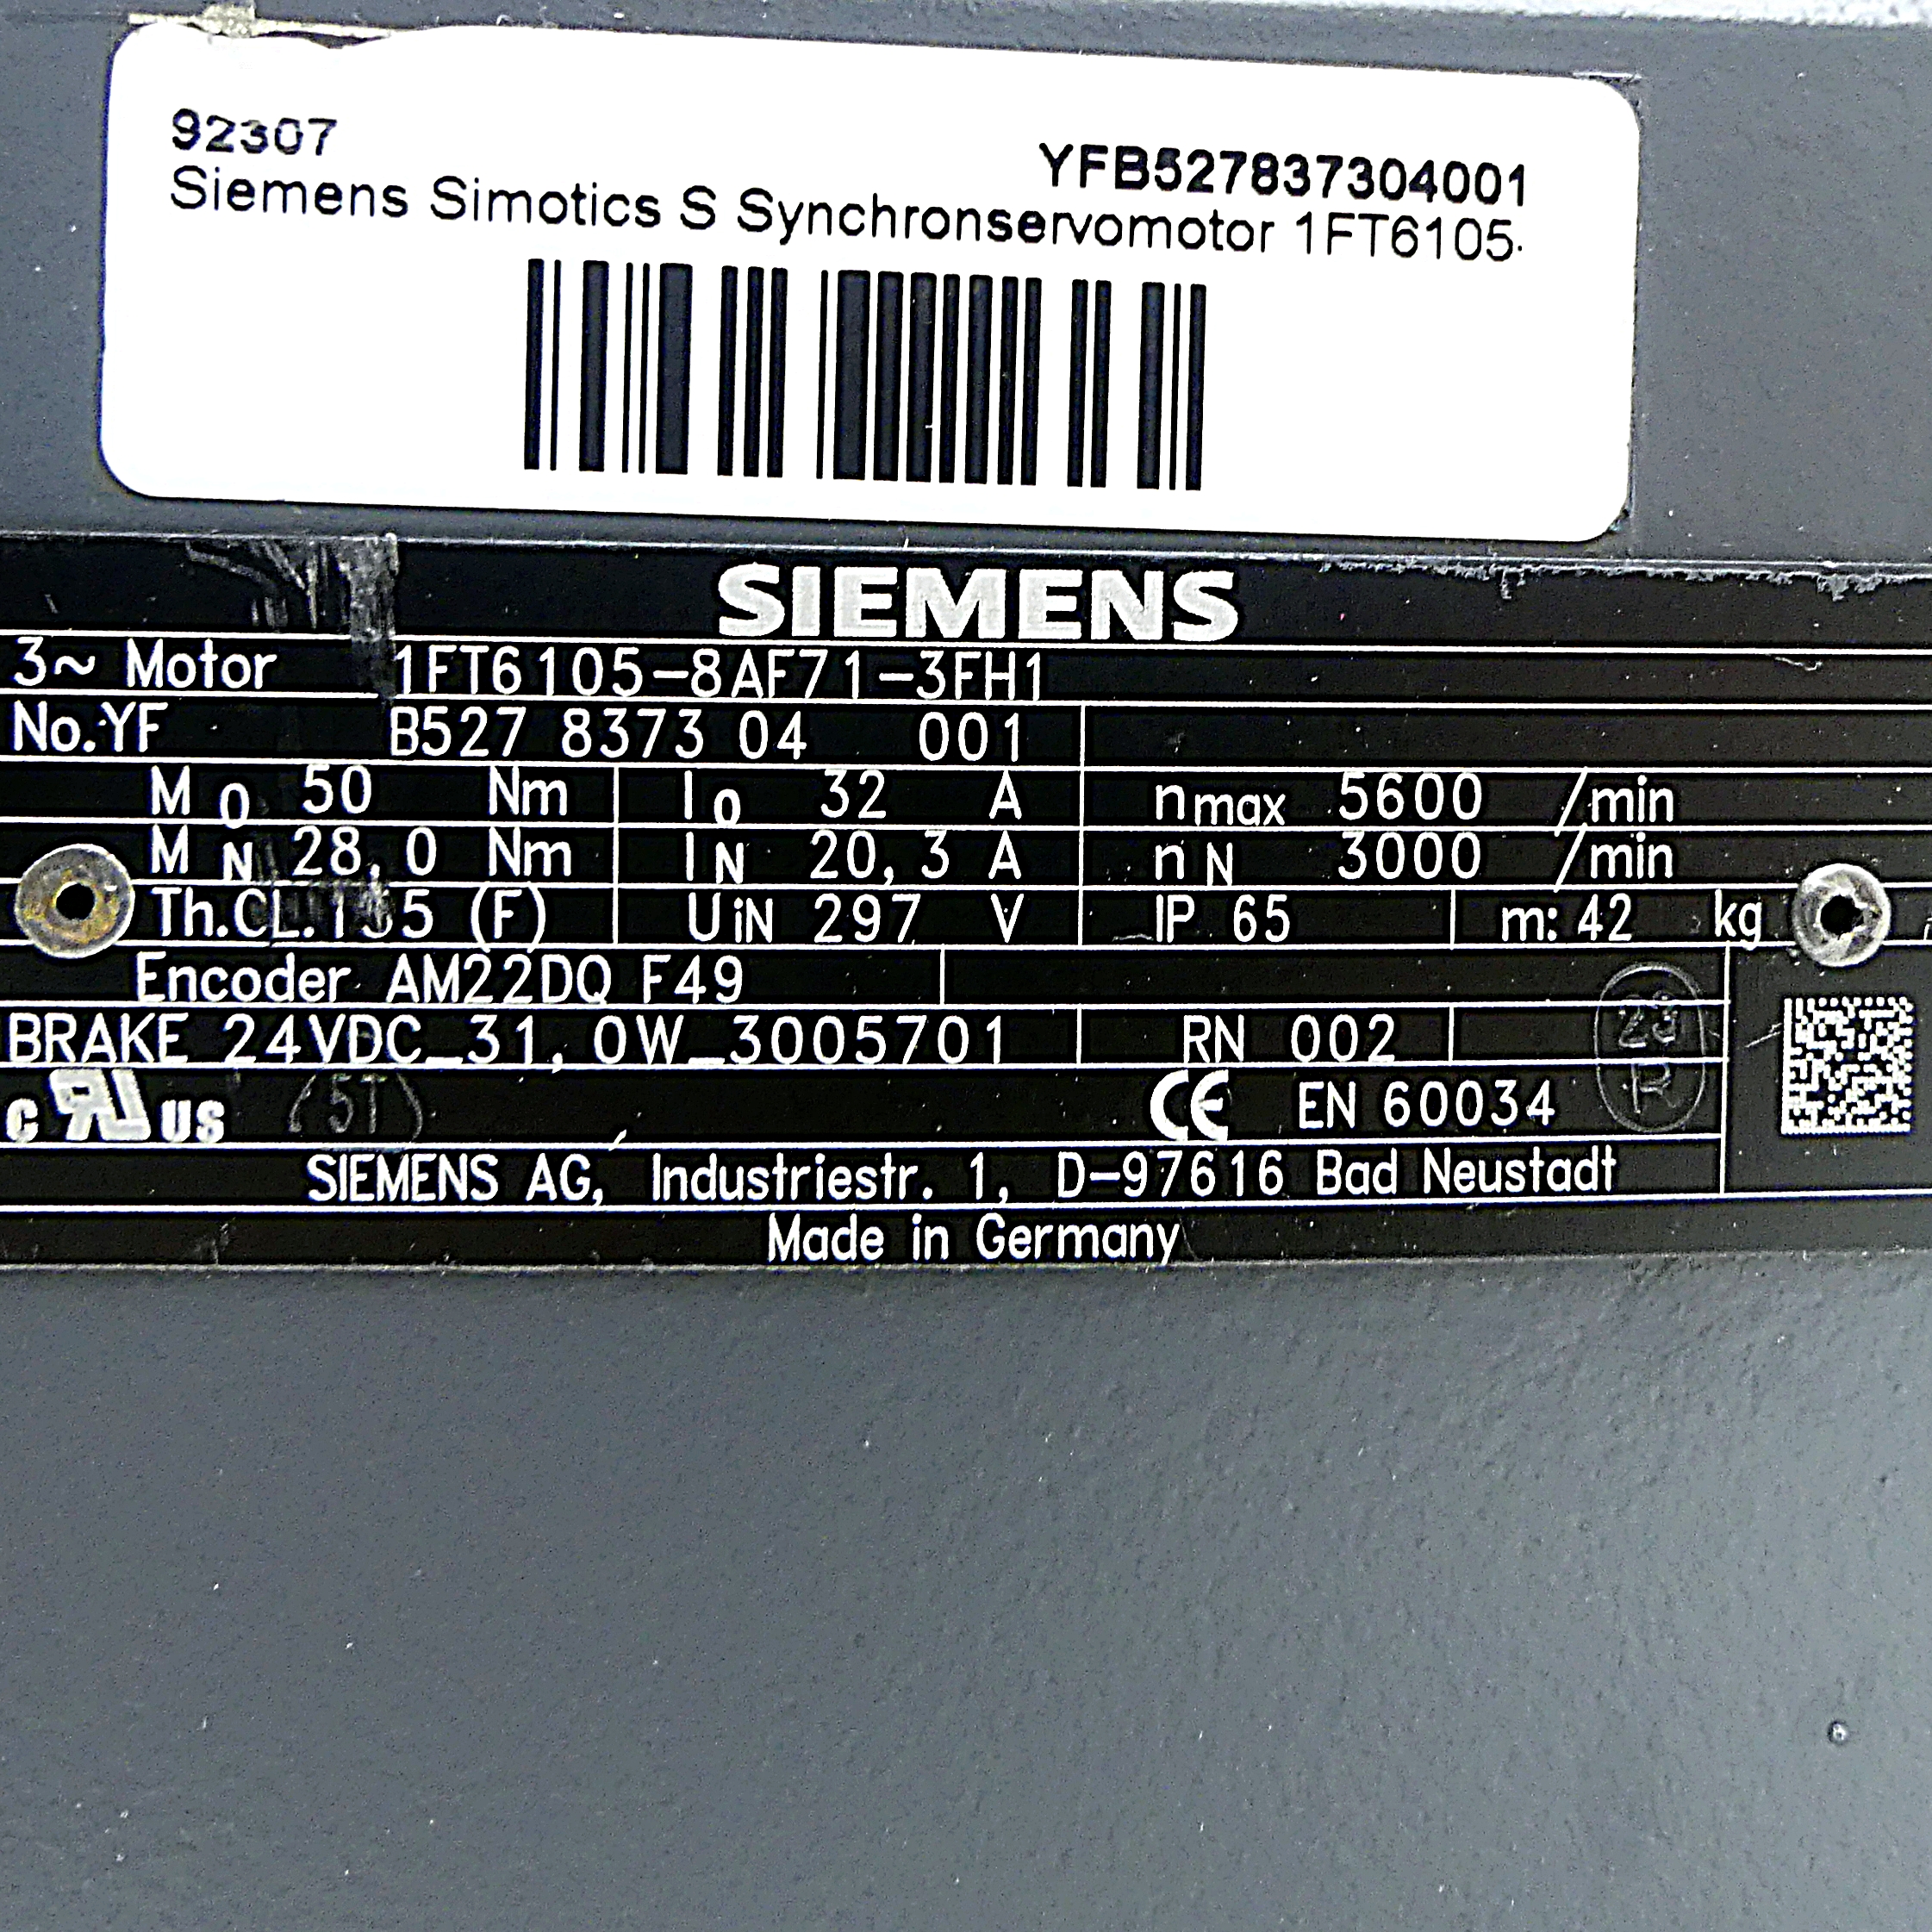 92307
YFB527837304001
Siemens Simotics S Synchronservomotor 1FT6105-
SIEMENS
3~ Motor 1FT6105-8AF71-3FH1
No.YF B527 8373 04 001
M0 50 Nm I0 32 A nmax 5600 /min
MN 28,0 Nm IN 20,3 A nN 3000 /min
Th.CL.155 (F) UiN 297 V IP 65 m: 42 kg
Encoder AM22DQ F49
BRAKE 24VDC_31,0W_3005701 RN 002
c RU US (5T) CE EN 60034
SIEMENS AG, Industriestr. 1, D-97616 Bad Neustadt
Made in Germany